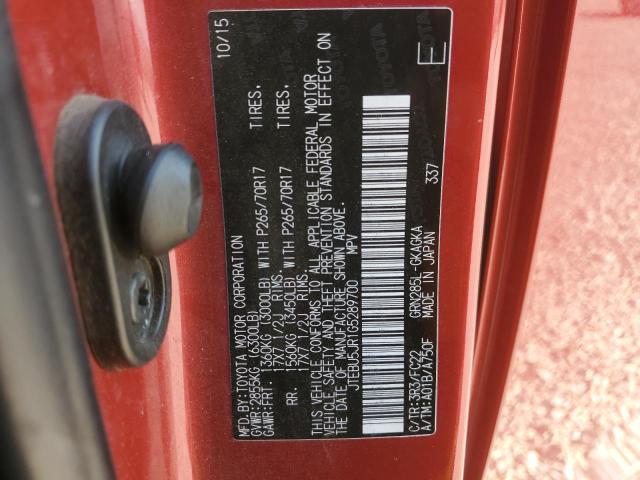 MFD.BY:TOYOTA MOTOR CORPORATION 10/15
GVWR:2855KG (6300LB)
GAWR:FRT. 1360KG (3000LB) WITH P265/70R17 TIRES.
17X7 1/2J RIMS.
RR. 1560KG (3450LB) WITH P265/70R17 TIRES.
17X7 1/2J RIMS.
THIS VEHICLE CONFORMS TO ALL APPLICABLE FEDERAL MOTOR
VEHICLE SAFETY AND THEFT PREVENTION STANDARDS IN EFFECT ON
THE DATE OF MANUFACTURE SHOWN ABOVE.
JTEBU5JR1G5289700 MPV
C/TR:3R3/FC22 GRN285L-GKAGKA 337
A/TM:A01B/A750F MADE IN JAPAN